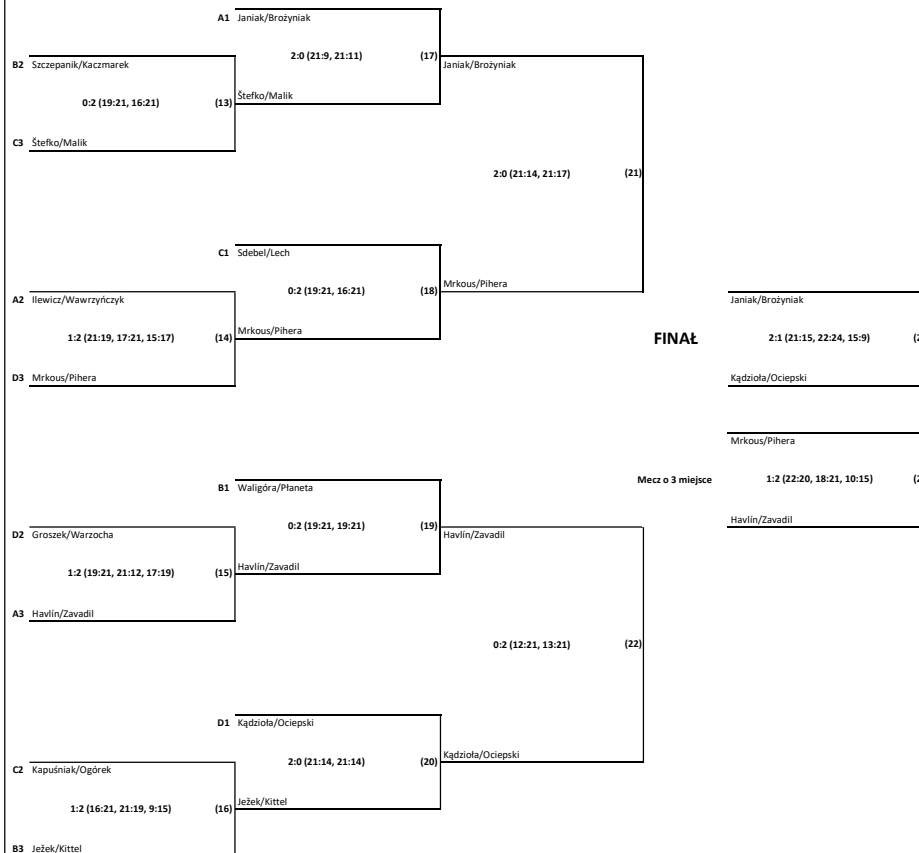 A1 Janiak/Brożyniak
2:0 (21:9, 21:11) (17)
B2 Szczepanik/Kaczmarek
Janiak/Brożyniak
0:2 (19:21, 16:21) (13)
Štefko/Malik
C3 Štefko/Malik
2:0 (21:14, 21:17) (21)
C1 Sdebel/Lech
A2 Ilewicz/Wawrzyńczyk
0:2 (19:21, 16:21) (18)
Mrkous/Pihera
Janiak/Brożyniak
1:2 (21:19, 17:21, 15:17) (14)
Mrkous/Pihera
FINAŁ
2:1 (21:15, 22:24, 15:9)
D3 Mrkous/Pihera
Kądzioła/Ociepski
Mrkous/Pihera
B1 Waligóra/Płaneta
Mecz o 3 miejsce
1:2 (22:20, 18:21, 10:15)
D2 Groszek/Warzocha
0:2 (19:21, 19:21) (19)
Havlín/Zavadil
Havlín/Zavadil
1:2 (19:21, 21:12, 17:19) (15)
Havlín/Zavadil
A3 Havlín/Zavadil
0:2 (12:21, 13:21) (22)
D1 Kądzioła/Ociepski
C2 Kapuśniak/Ogórek
2:0 (21:14, 21:14) (20)
Kądzioła/Ociepski
1:2 (16:21, 21:19, 9:15) (16)
Ježek/Kittel
B3 Ježek/Kittel